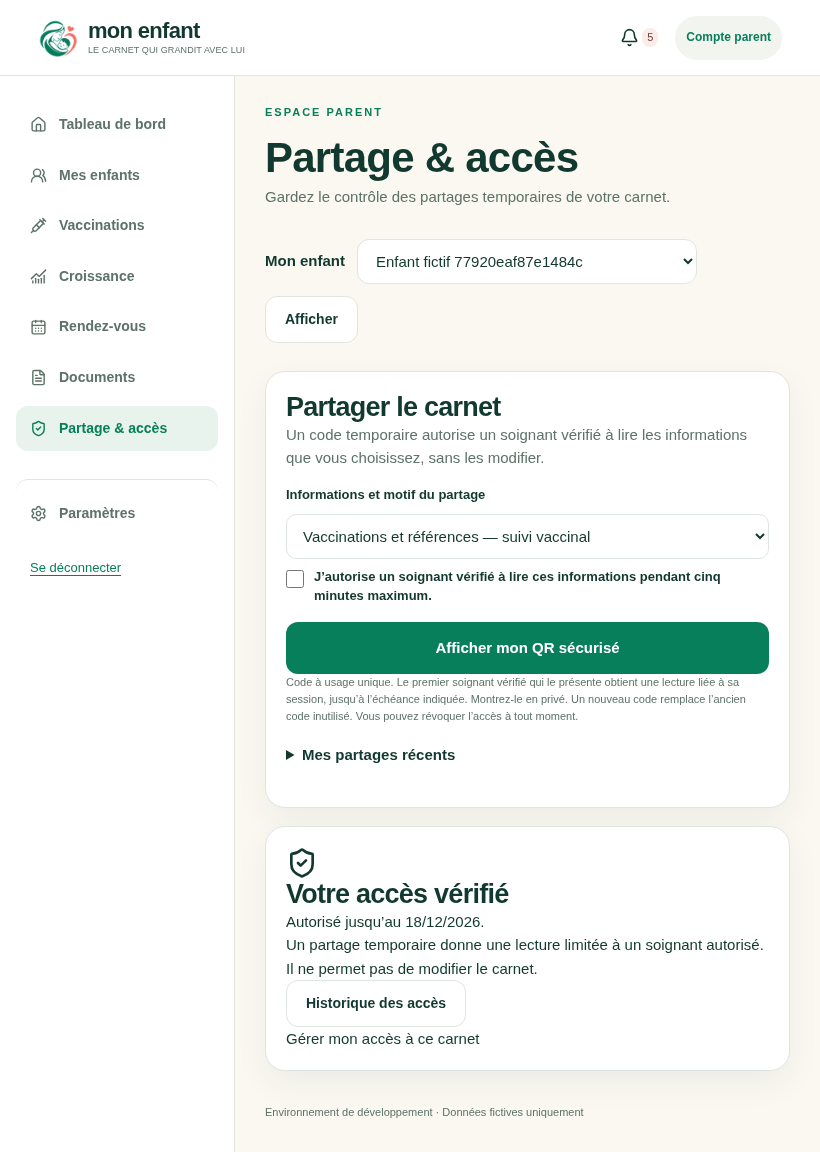 mon enfant
LE CARNET QUI GRANDIT AVEC LUI
5
Compte parent
Tableau de bord
Mes enfants
Vaccinations
Croissance
Rendez-vous
Documents
Partage & accès
Paramètres
Se déconnecter
ESPACE PARENT
Partage & accès
Gardez le contrôle des partages temporaires de votre carnet.
Mon enfant
Enfant fictif 77920eaf87e1484c
Afficher
Partager le carnet
Un code temporaire autorise un soignant vérifié à lire les informations
que vous choisissez, sans les modifier.
Informations et motif du partage
Vaccinations et références — suivi vaccinal
J’autorise un soignant vérifié à lire ces informations pendant cinq
minutes maximum.
Afficher mon QR sécurisé
Code à usage unique. Le premier soignant vérifié qui le présente obtient une lecture liée à sa
session, jusqu’à l’échéance indiquée. Montrez-le en privé. Un nouveau code remplace l’ancien
code inutilisé. Vous pouvez révoquer l’accès à tout moment.
Mes partages récents
Votre accès vérifié
Autorisé jusqu’au 18/12/2026.
Un partage temporaire donne une lecture limitée à un soignant autorisé.
Il ne permet pas de modifier le carnet.
Historique des accès
Gérer mon accès à ce carnet
Environnement de développement · Données fictives uniquement